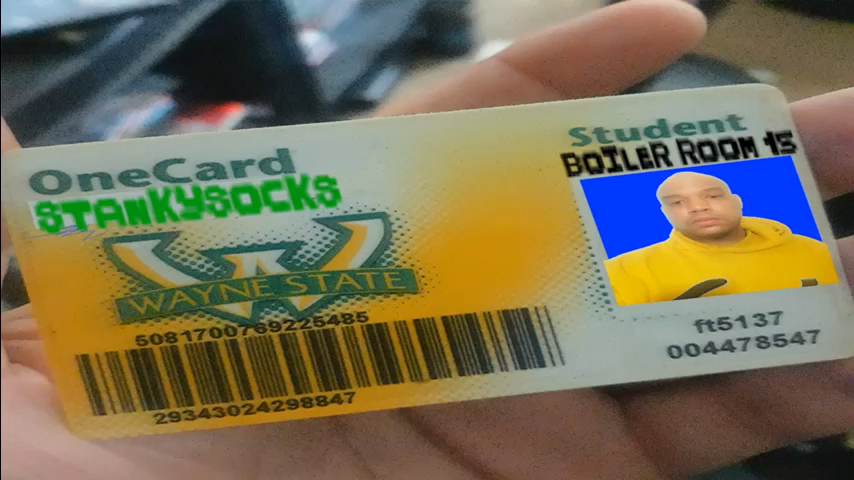 OneCard
STANKYSOCKS
WAYNE STATE
5081700769225485
29343024298847
Student
BOILER ROOM 15
ft5137
004478547